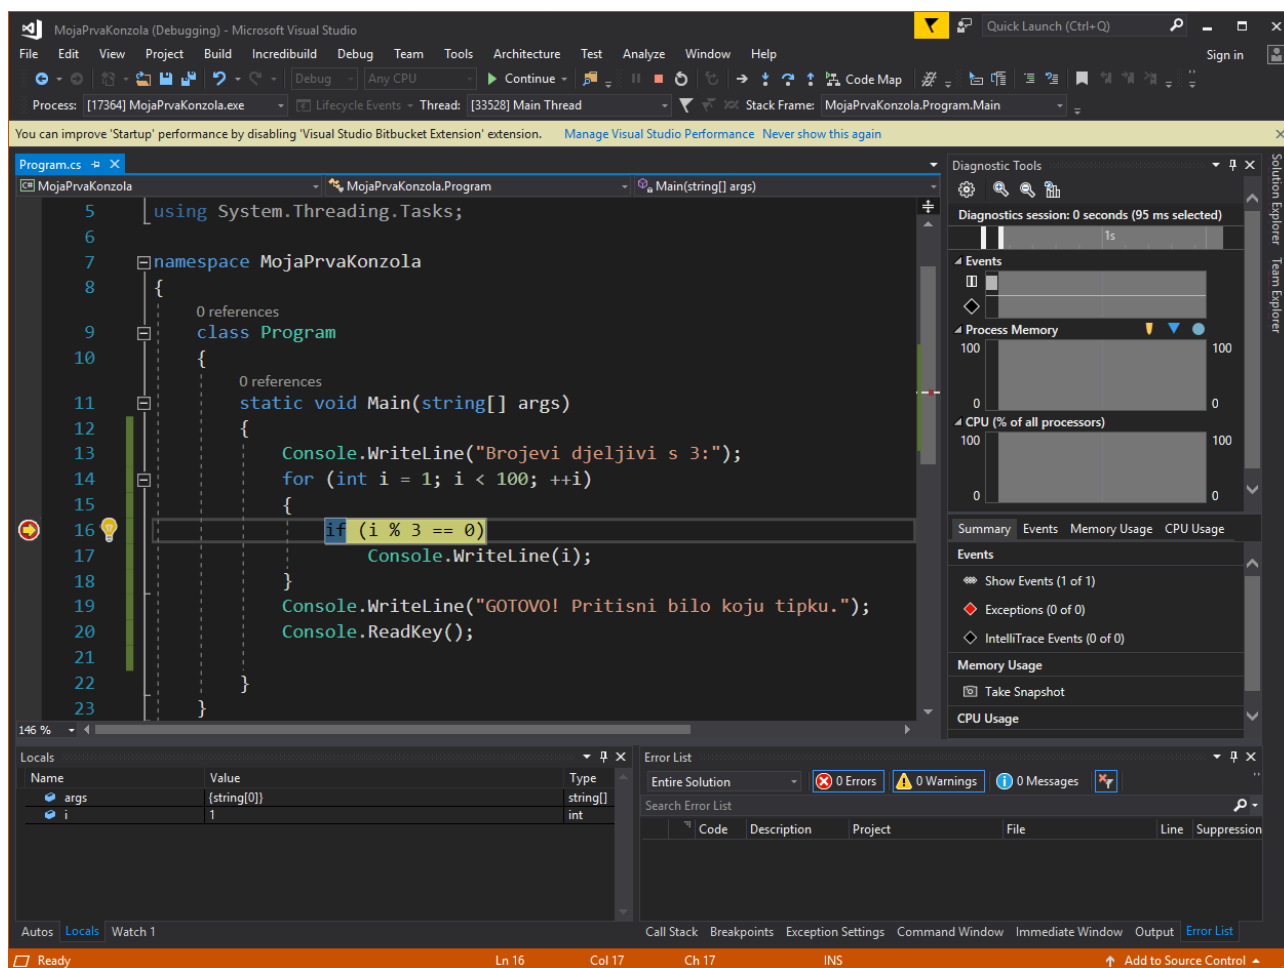 MojaPrvaKonzola (Debugging) - Microsoft Visual Studio
Quick Launch (Ctrl+Q)
File Edit View Project Build Incredibuild Debug Team Tools Architecture Test Analyze Window Help
Sign in
Debug Any CPU Continue Code Map
Process: [17364] MojaPrvaKonzola.exe Lifecycle Events Thread: [33528] Main Thread Stack Frame: MojaPrvaKonzola.Program.Main
You can improve 'Startup' performance by disabling 'Visual Studio Bitbucket Extension' extension. Manage Visual Studio Performance Never show this again
Program.cs
MojaPrvaKonzola MojaPrvaKonzola.Program Main(string[] args)
5 using System.Threading.Tasks;
6
7 namespace MojaPrvaKonzola
8 {
0 references
9 class Program
10 {
0 references
11 static void Main(string[] args)
12 {
13 Console.WriteLine("Brojevi djeljivi s 3:");
14 for (int i = 1; i < 100; ++i)
15 {
16 if (i % 3 == 0)
17 Console.WriteLine(i);
18 }
19 Console.WriteLine("GOTOVO! Pritisni bilo koju tipku.");
20 Console.ReadKey();
21
22 }
23 }
146 %
Diagnostic Tools
Diagnostics session: 0 seconds (95 ms selected)
1s
Events
Process Memory
100 100
0 0
CPU (% of all processors)
100 100
0 0
Summary Events Memory Usage CPU Usage
Events
Show Events (1 of 1)
Exceptions (0 of 0)
IntelliTrace Events (0 of 0)
Memory Usage
Take Snapshot
CPU Usage
Solution Explorer
Team Explorer
Locals
Name Value Type
args {string[0]} string[]
i 1 int
Autos Locals Watch 1
Error List
Entire Solution 0 Errors 0 Warnings 0 Messages
Search Error List
Code Description Project File Line Suppression
Call Stack Breakpoints Exception Settings Command Window Immediate Window Output Error List
Ready Ln 16 Col 17 Ch 17 INS Add to Source Control